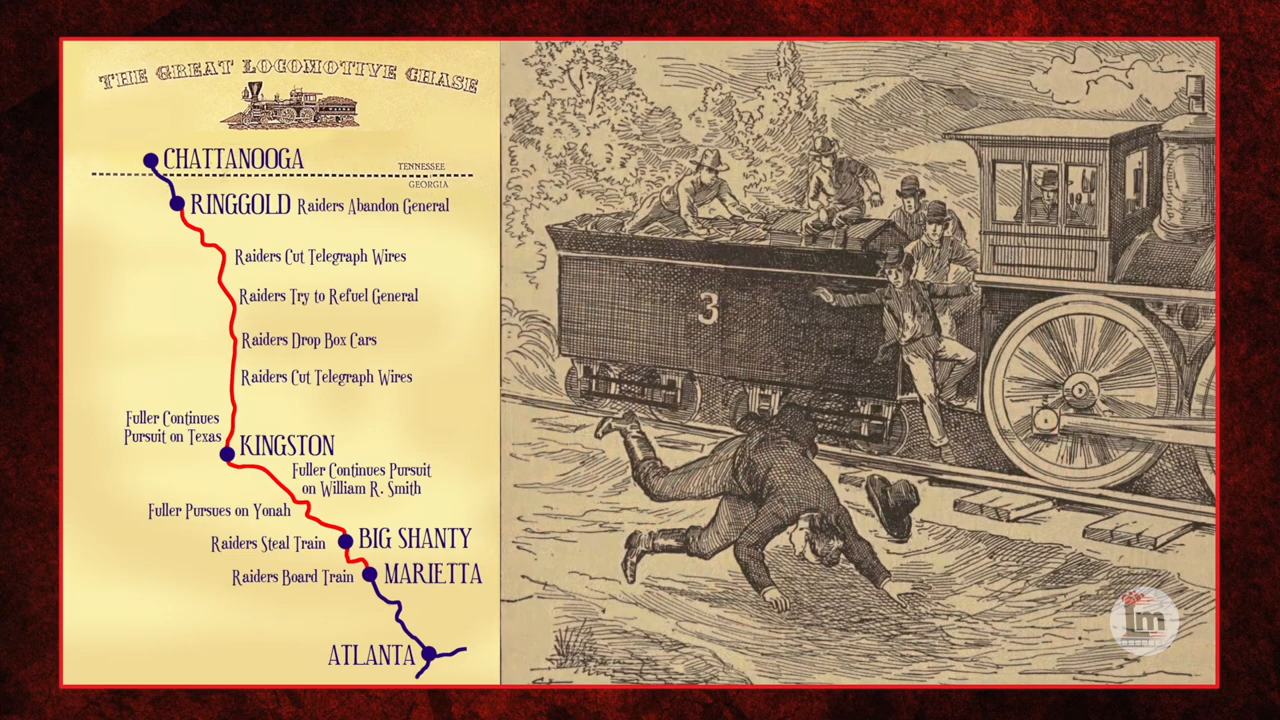 THE GREAT LOCOMOTIVE CHASE
CHATTANOOGA
TENNESSEE
GEORGIA
RINGGOLD Raiders Abandon General
Raiders Cut Telegraph Wires
Raiders Try to Refuel General
Raiders Drop Box Cars
Raiders Cut Telegraph Wires
Fuller Continues
Pursuit on Texas
KINGSTON
Fuller Continues Pursuit
on William R. Smith
Fuller Pursues on Yonah
Raiders Steal Train
BIG SHANTY
Raiders Board Train
MARIETTA
ATLANTA
3
1m